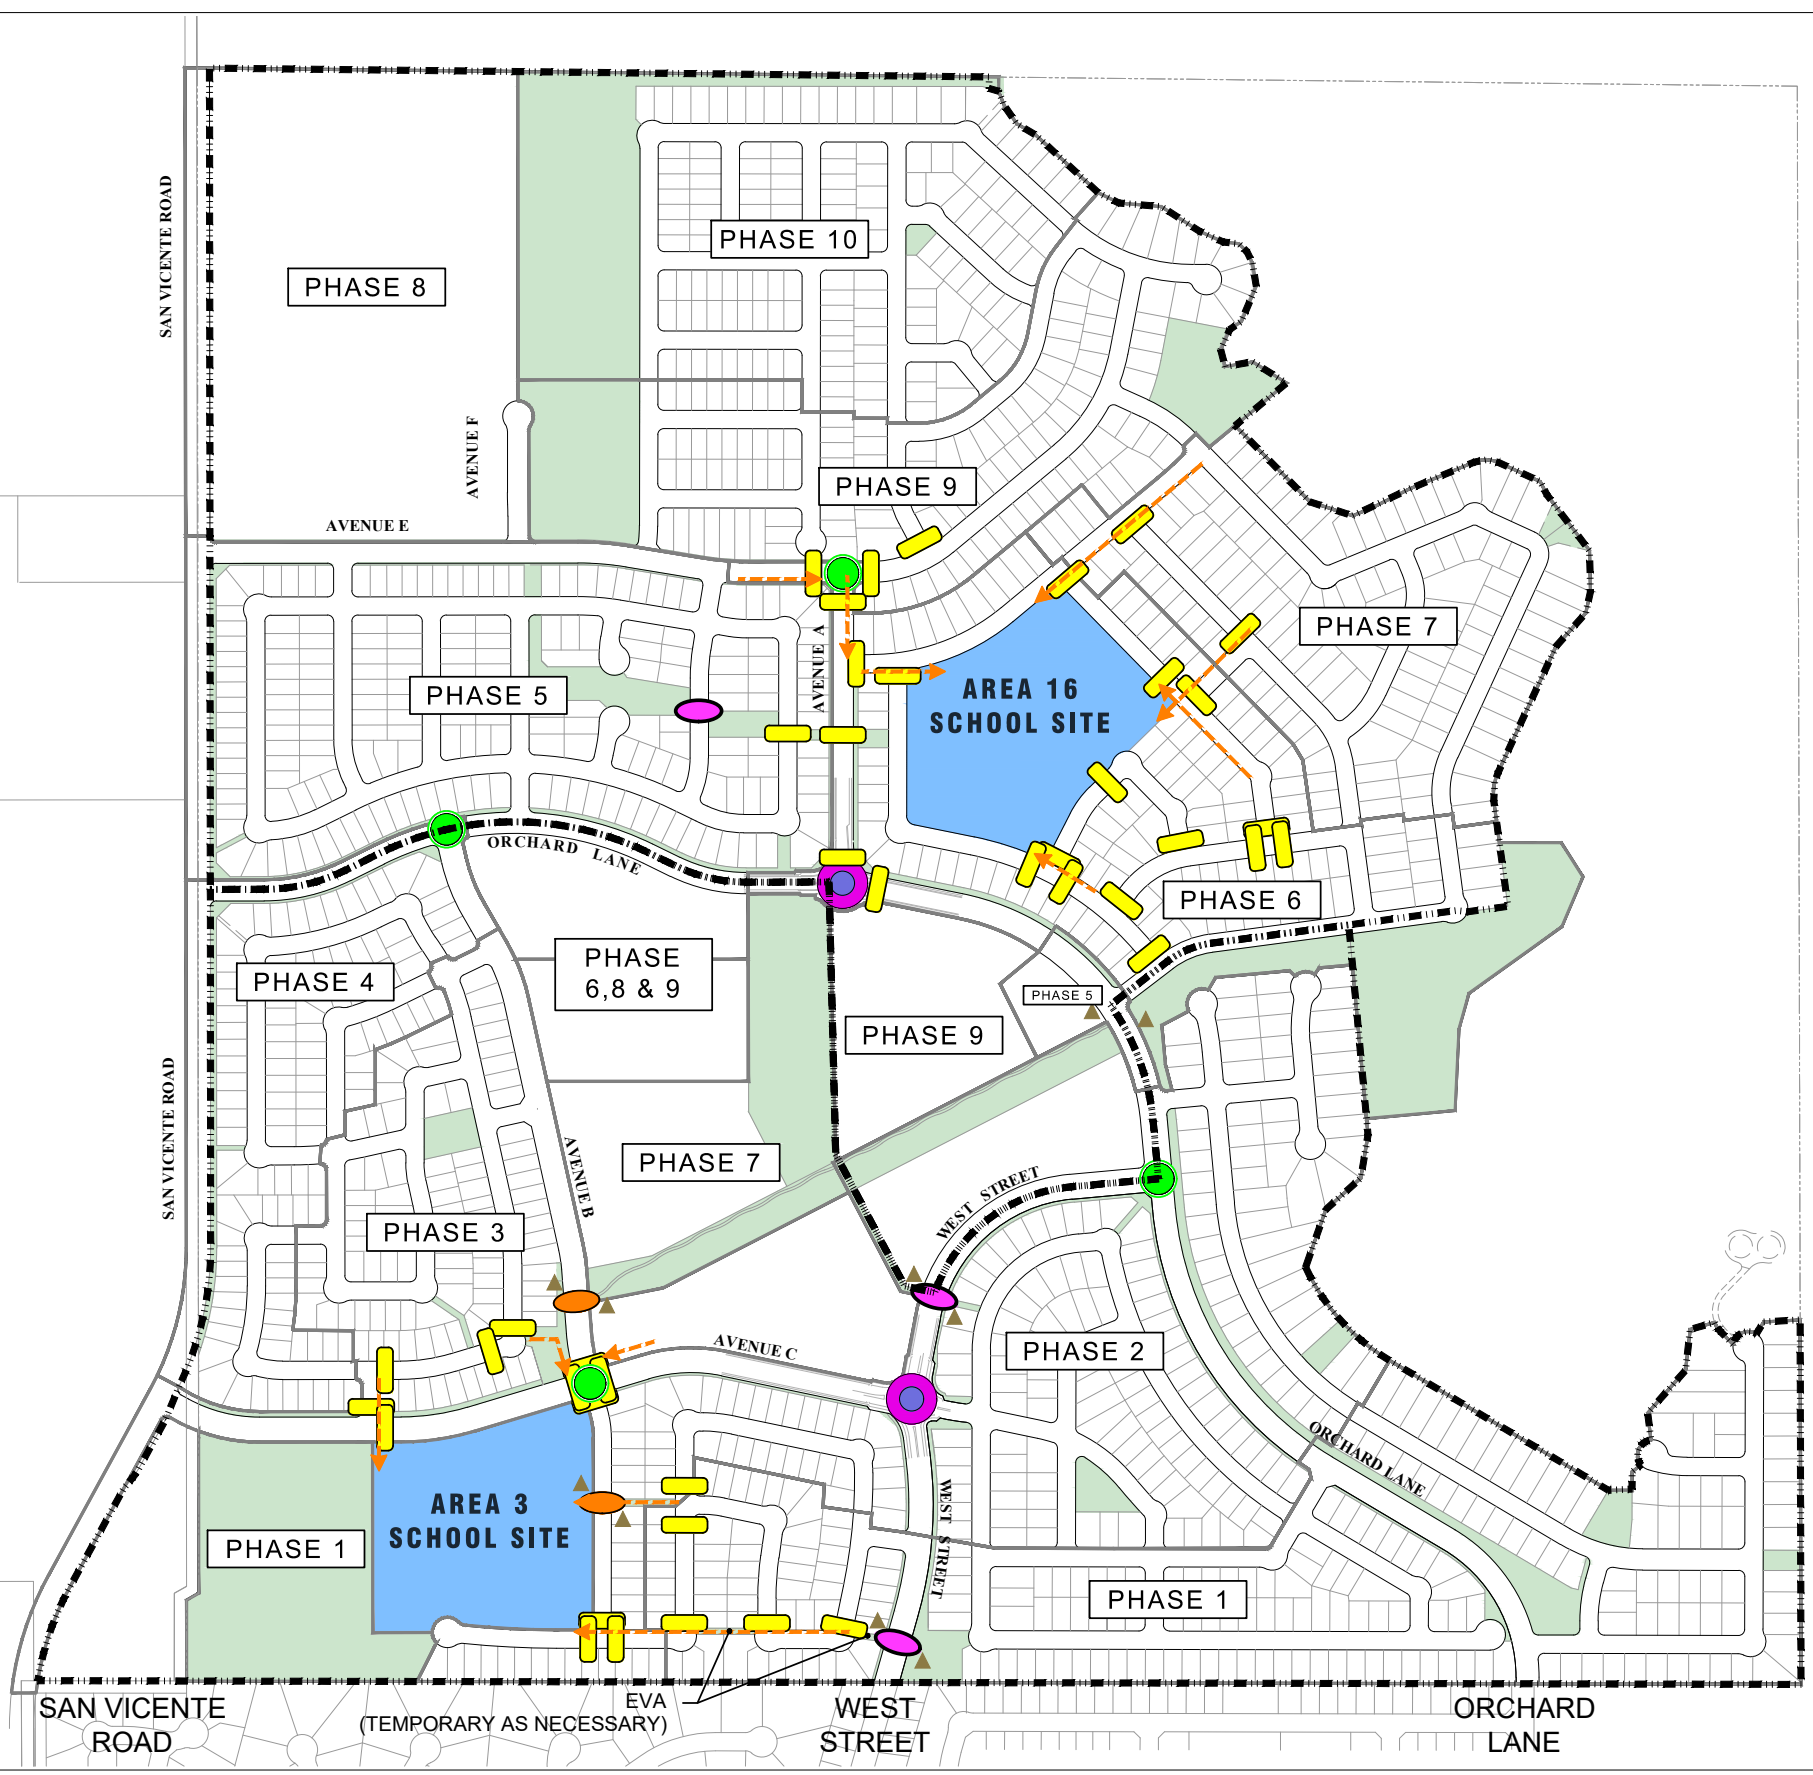 SAN VICENTE ROAD
PHASE 10
PHASE 8
AVENUE F
PHASE 9
AVENUE E
PHASE 7
AVENUE A
AREA 16
SCHOOL SITE
PHASE 5
ORCHARD LANE
PHASE 6
PHASE
6,8 & 9
PHASE 4
PHASE 5
PHASE 9
SAN VICENTE ROAD
AVENUE B
PHASE 7
WEST STREET
PHASE 3
AVENUE C
PHASE 2
ORCHARD LANE
AREA 3
SCHOOL SITE
WEST STREET
PHASE 1
PHASE 1
EVA
(TEMPORARY AS NECESSARY)
SAN VICENTE
ROAD
WEST
STREET
ORCHARD
LANE